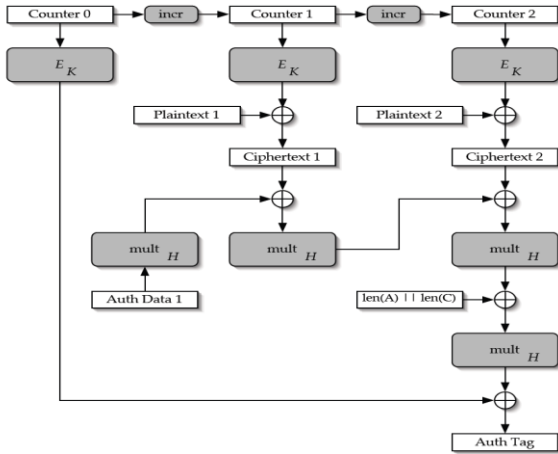 Counter 0
incr
Counter 1
incr
Counter 2
E K
E K
E K
Plaintext 1
Plaintext 2
Ciphertext 1
Ciphertext 2
mult H
mult H
mult H
Auth Data 1
len(A) || len(C)
mult H
Auth Tag